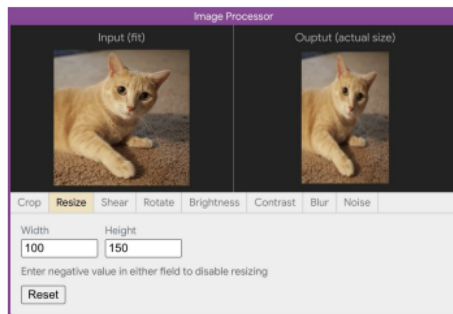 Image Processor
Input (fit)
Ouptut (actual size)
Crop Resize Shear Rotate Brightness Contrast Blur Noise
Width Height
100 150
Enter negative value in either field to disable resizing
Reset